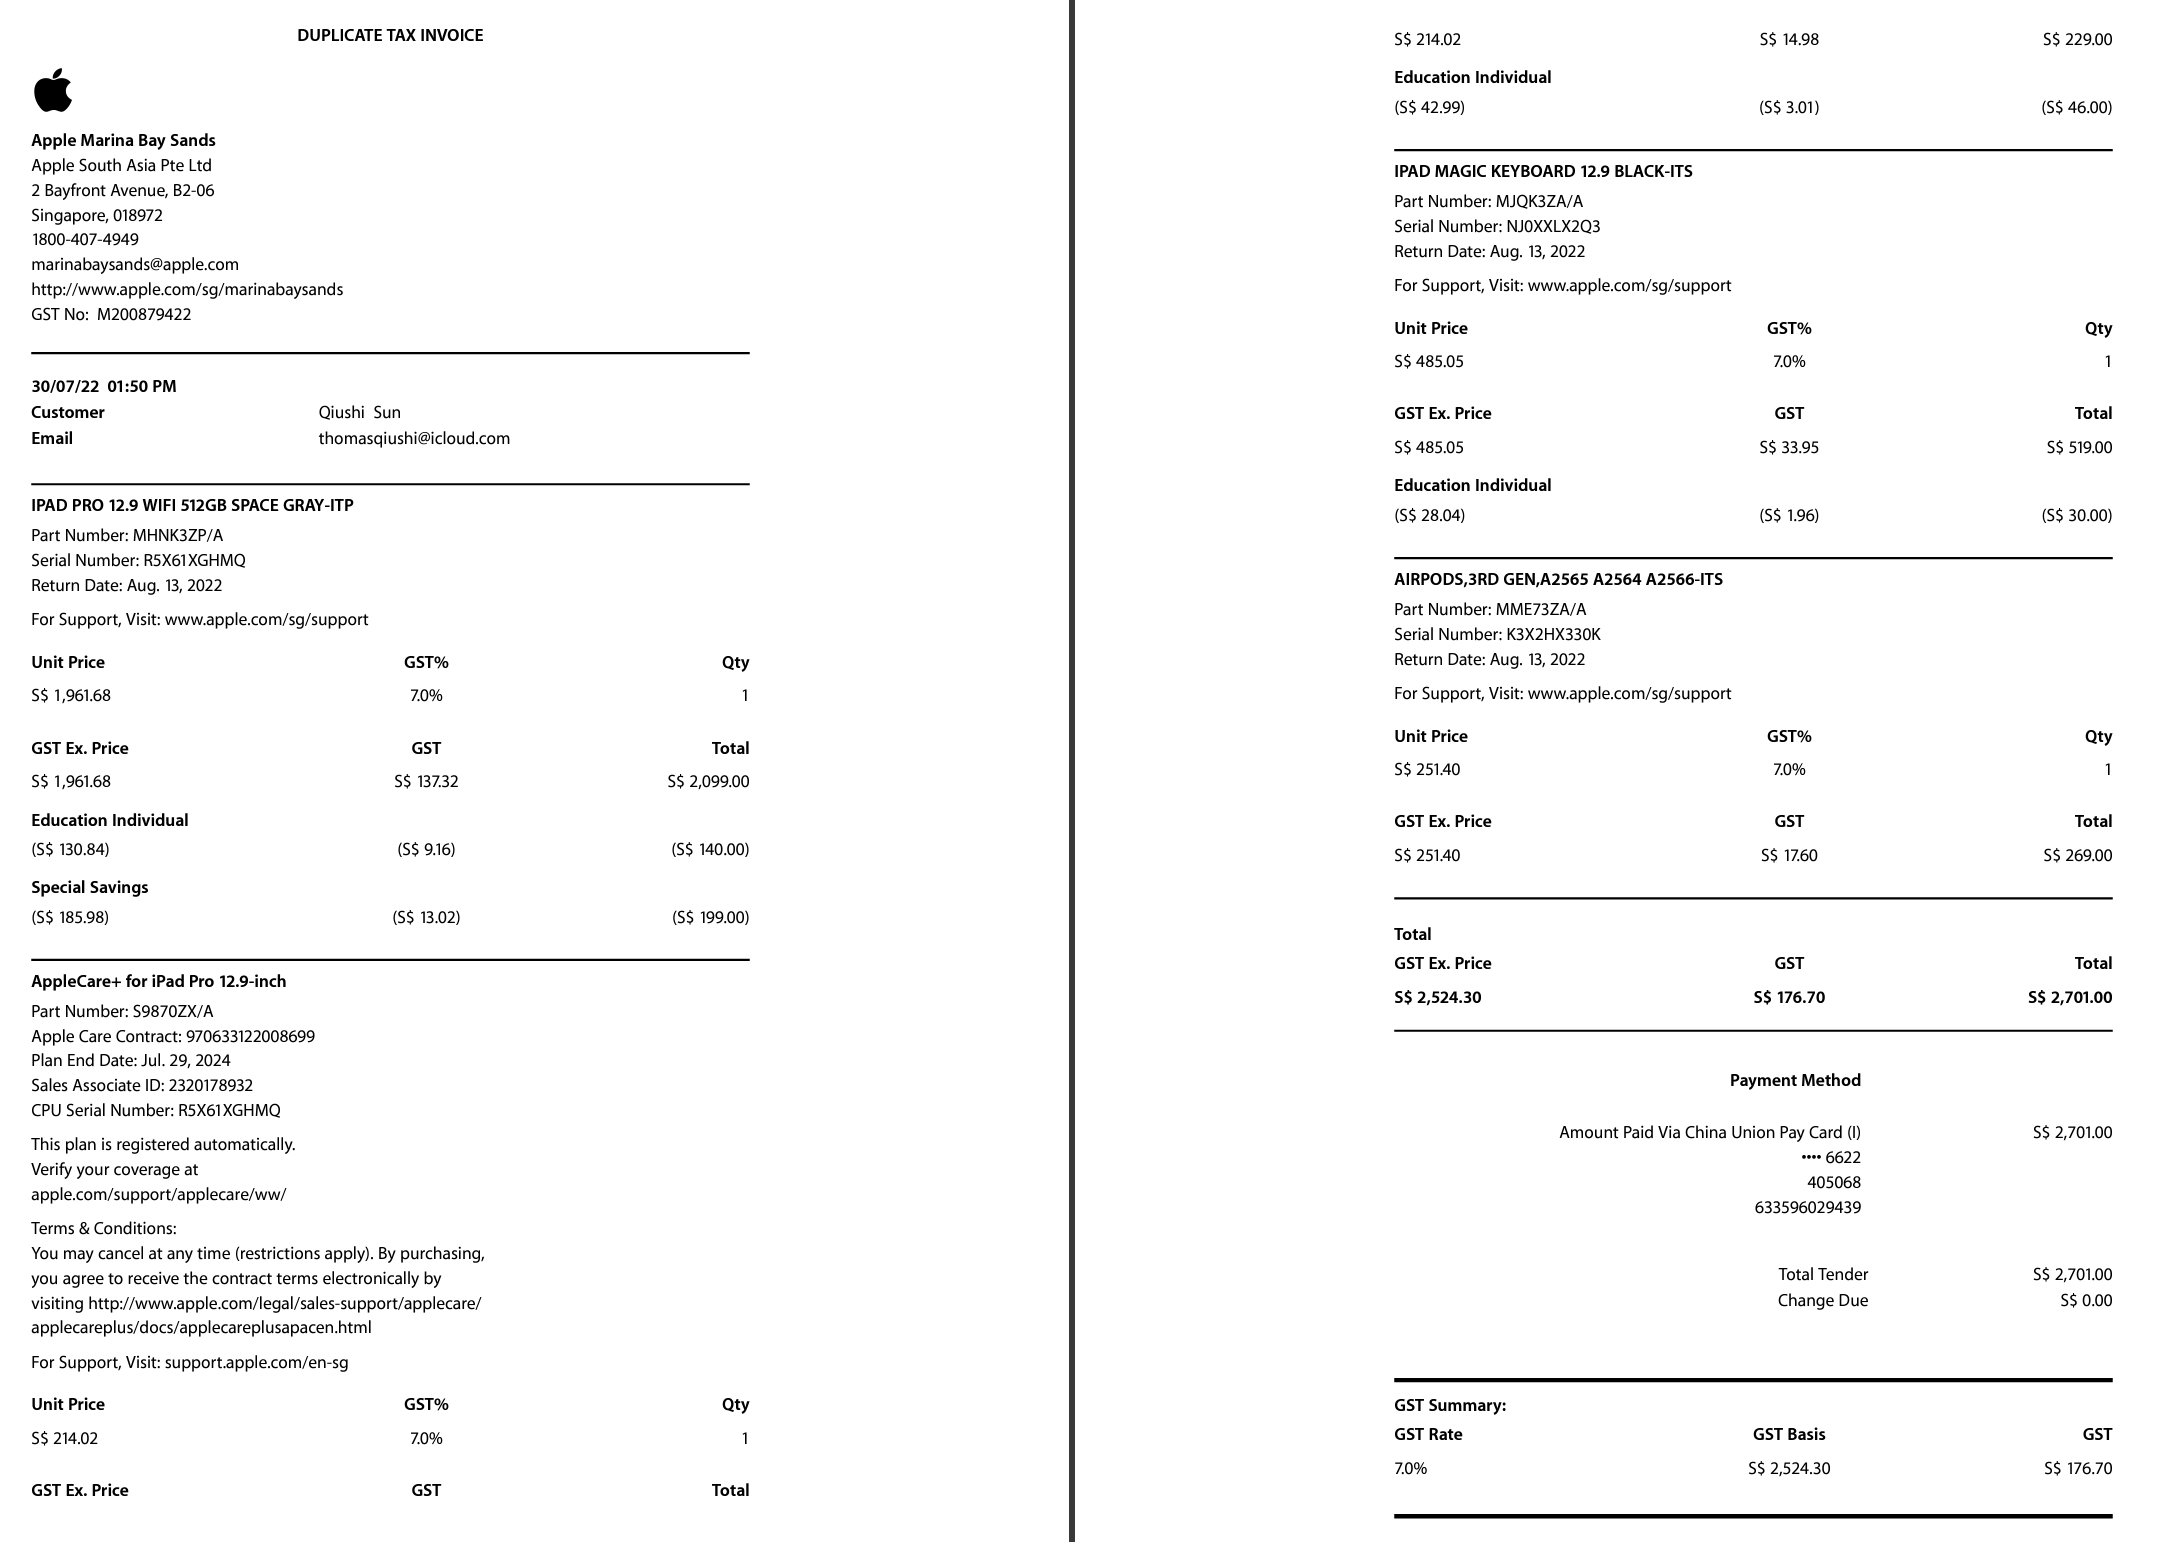 DUPLICATE TAX INVOICE
Apple Marina Bay Sands
Apple South Asia Pte Ltd
2 Bayfront Avenue, B2-06
Singapore, 018972
1800-407-4949
marinabaysands@apple.com
http://www.apple.com/sg/marinabaysands
GST No: M200879422
30/07/22 01:50 PM
Customer Qiushi Sun
Email thomasqiushi@icloud.com
IPAD PRO 12.9 WIFI 512GB SPACE GRAY-ITP
Part Number: MHNK3ZP/A
Serial Number: R5X61XGHMQ
Return Date: Aug. 13, 2022
For Support, Visit: www.apple.com/sg/support
Unit Price GST% Qty
S$ 1,961.68 7.0% 1
GST Ex. Price GST Total
S$ 1,961.68 S$ 137.32 S$ 2,099.00
Education Individual
(S$ 130.84) (S$ 9.16) (S$ 140.00)
Special Savings
(S$ 185.98) (S$ 13.02) (S$ 199.00)
AppleCare+ for iPad Pro 12.9-inch
Part Number: S9870ZX/A
Apple Care Contract: 970633122008699
Plan End Date: Jul. 29, 2024
Sales Associate ID: 2320178932
CPU Serial Number: R5X61XGHMQ
This plan is registered automatically.
Verify your coverage at
apple.com/support/applecare/ww/
Terms & Conditions:
You may cancel at any time (restrictions apply). By purchasing,
you agree to receive the contract terms electronically by
visiting http://www.apple.com/legal/sales-support/applecare/
applecareplus/docs/applecareplusapacen.html
For Support, Visit: support.apple.com/en-sg
Unit Price GST% Qty
S$ 214.02 7.0% 1
GST Ex. Price GST Total
S$ 214.02 S$ 14.98 S$ 229.00
Education Individual
(S$ 42.99) (S$ 3.01) (S$ 46.00)
IPAD MAGIC KEYBOARD 12.9 BLACK-ITS
Part Number: MJQK3ZA/A
Serial Number: NJ0XXLX2Q3
Return Date: Aug. 13, 2022
For Support, Visit: www.apple.com/sg/support
Unit Price GST% Qty
S$ 485.05 7.0% 1
GST Ex. Price GST Total
S$ 485.05 S$ 33.95 S$ 519.00
Education Individual
(S$ 28.04) (S$ 1.96) (S$ 30.00)
AIRPODS,3RD GEN,A2565 A2564 A2566-ITS
Part Number: MME73ZA/A
Serial Number: K3X2HX330K
Return Date: Aug. 13, 2022
For Support, Visit: www.apple.com/sg/support
Unit Price GST% Qty
S$ 251.40 7.0% 1
GST Ex. Price GST Total
S$ 251.40 S$ 17.60 S$ 269.00
Total
GST Ex. Price GST Total
S$ 2,524.30 S$ 176.70 S$ 2,701.00
Payment Method
Amount Paid Via China Union Pay Card (I) S$ 2,701.00
•••• 6622
405068
633596029439
Total Tender S$ 2,701.00
Change Due S$ 0.00
GST Summary:
GST Rate GST Basis GST
7.0% S$ 2,524.30 S$ 176.70